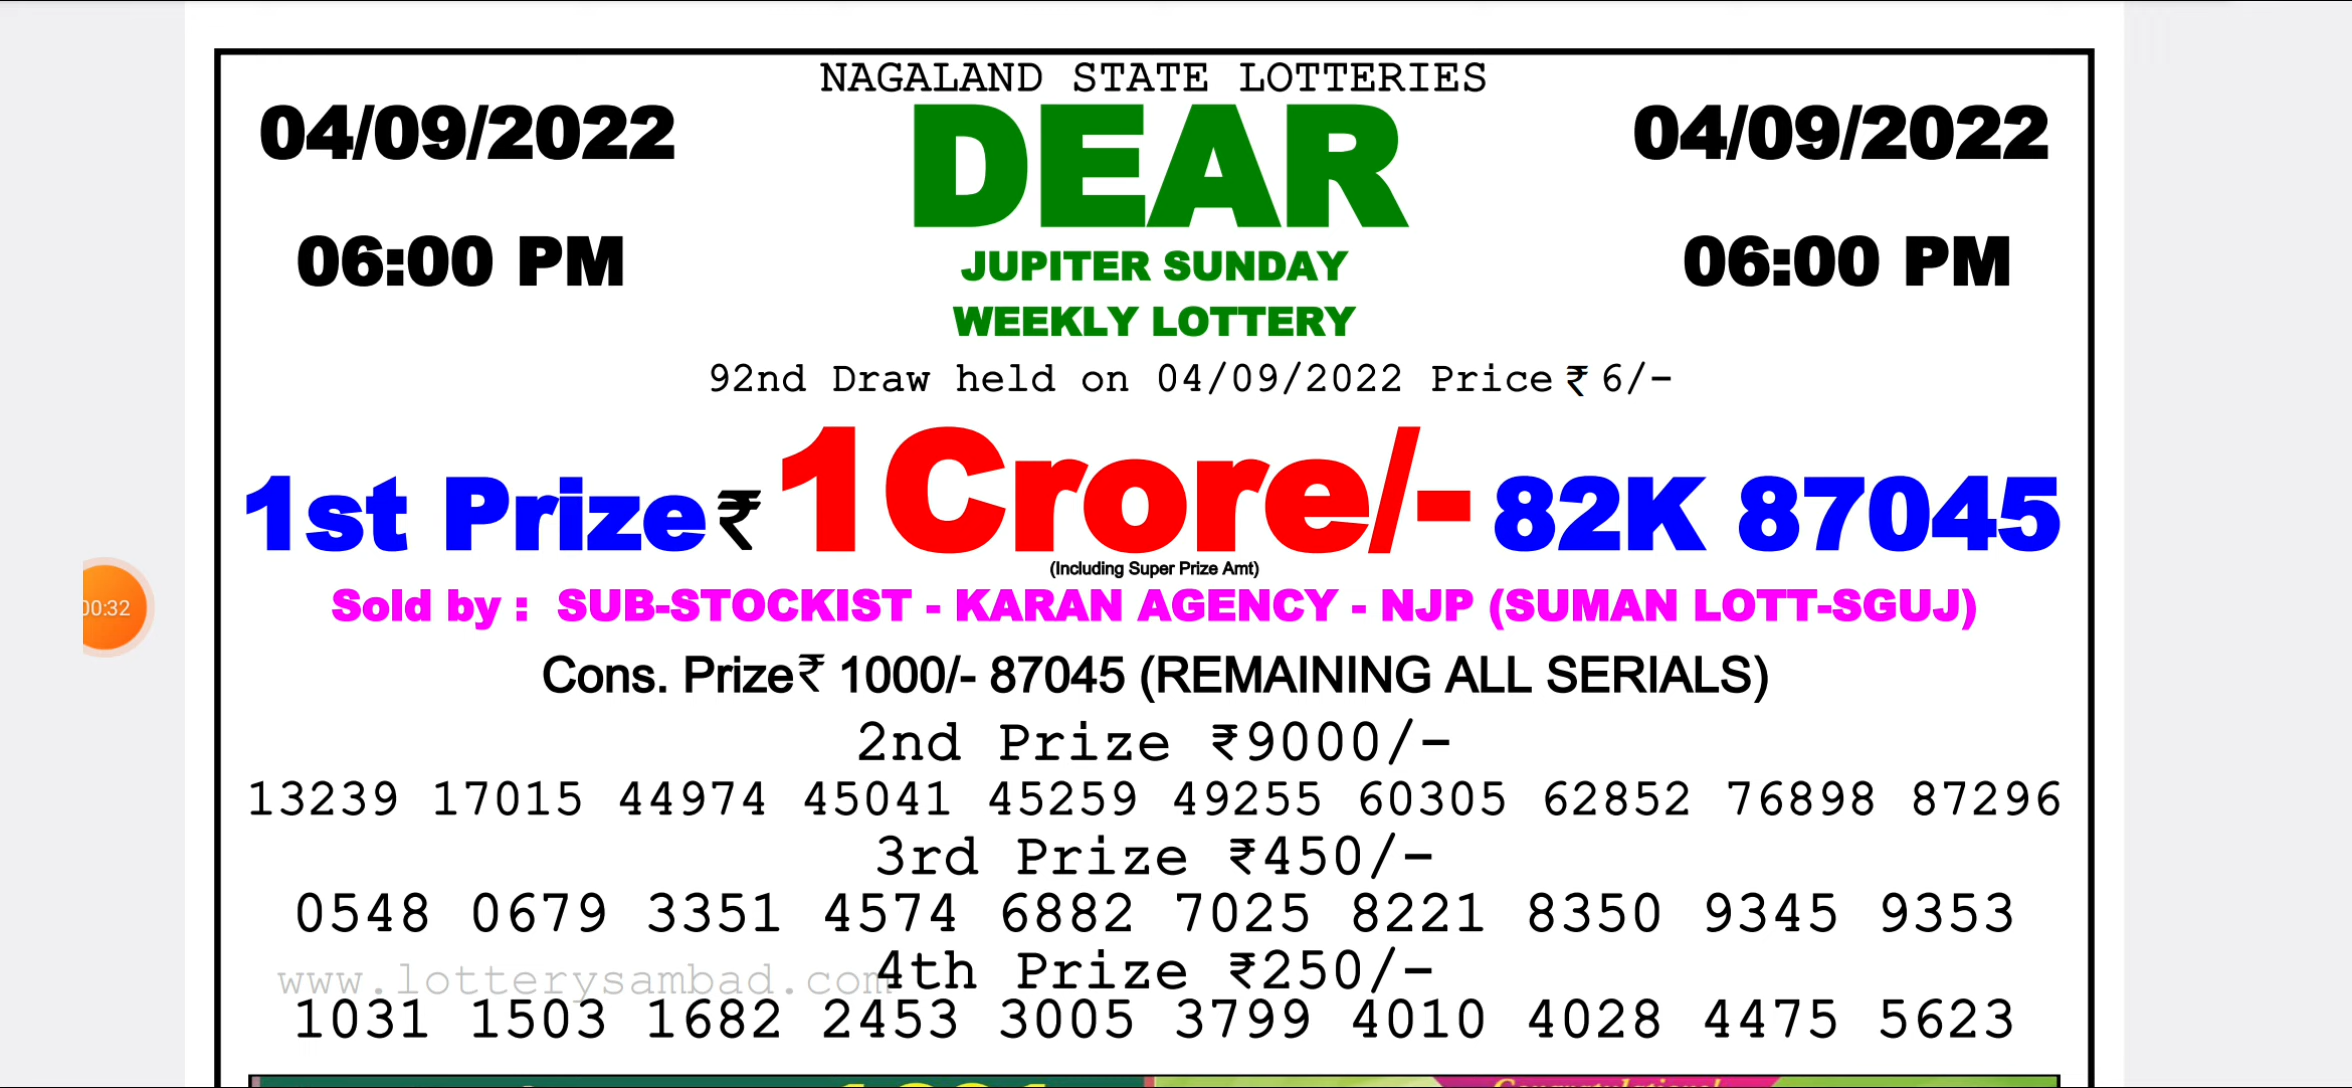 NAGALAND STATE LOTTERIES
04/09/2022 DEAR 04/09/2022
06:00 PM JUPITER SUNDAY 06:00 PM
WEEKLY LOTTERY
92nd Draw held on 04/09/2022 Price ₹ 6/-
1st Prize ₹ 1 Crore/- 82K 87045
(Including Super Prize Amt)
00:32
Sold by : SUB-STOCKIST - KARAN AGENCY - NJP (SUMAN LOTT-SGUJ)
Cons. Prize ₹ 1000/- 87045 (REMAINING ALL SERIALS)
2nd Prize ₹9000/-
13239 17015 44974 45041 45259 49255 60305 62852 76898 87296
3rd Prize ₹450/-
0548 0679 3351 4574 6882 7025 8221 8350 9345 9353
www.lotterysambad.com 4th Prize ₹250/-
1031 1503 1682 2453 3005 3799 4010 4028 4475 5623